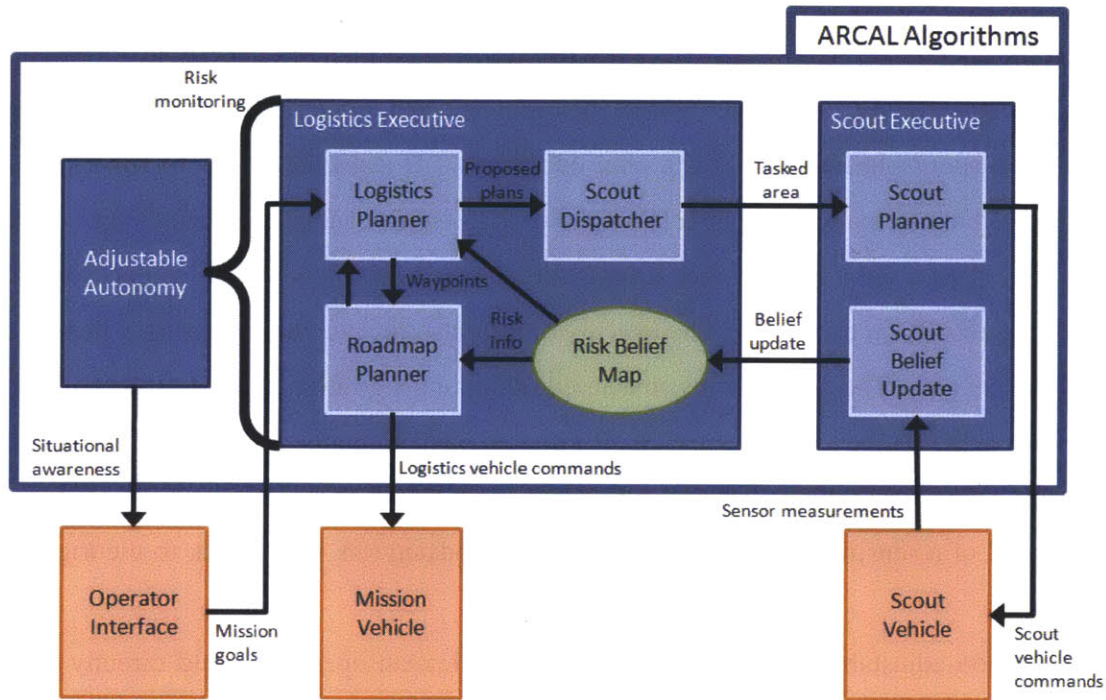 ARCAL Algorithms
Risk
monitoring
Logistics Executive
Scout Executive
Logistics
Planner
Proposed
plans
Scout
Dispatcher
Tasked
area
Scout
Planner
Adjustable
Autonomy
Waypoints
Roadmap
Planner
Risk
info
Risk Belief
Map
Belief
update
Scout
Belief
Update
Situational
awareness
Logistics vehicle commands
Sensor measurements
Operator
Interface
Mission
goals
Mission
Vehicle
Scout
Vehicle
Scout
vehicle
commands